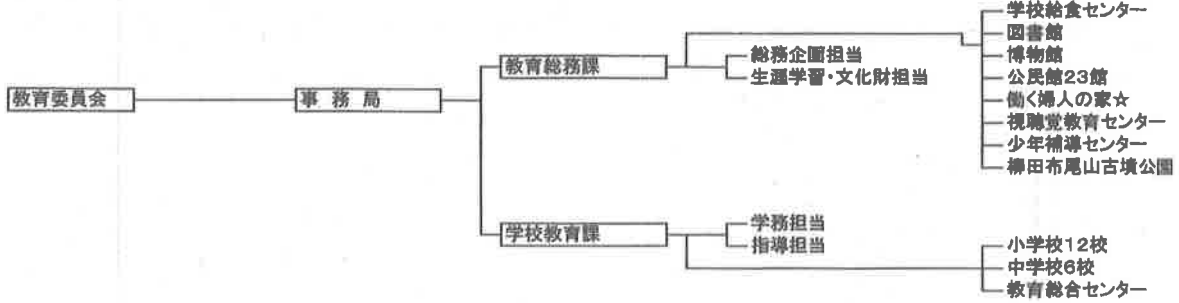 学校給食センター
図書館
博物館
公民館23館
働く婦人の家☆
視聴覚教育センター
少年補導センター
柳田布尾山古墳公園
教育総務課
総務企画担当
生涯学習・文化財担当
教育委員会
事務局
学校教育課
学務担当
指導担当
小学校12校
中学校6校
教育総合センター